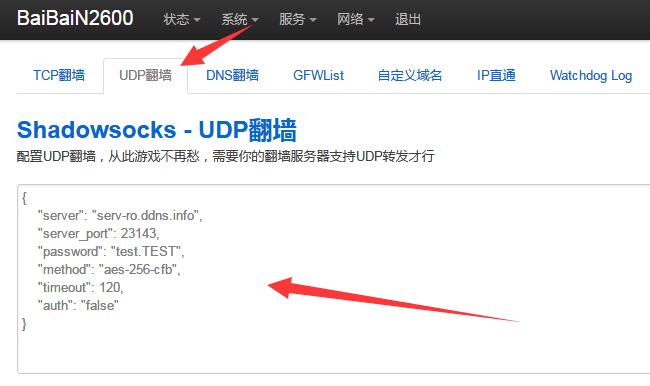 BaiBaiN2600 状态 系统 服务 网络 退出
TCP翻墙 UDP翻墙 DNS翻墙 GFWList 自定义域名 IP直通 Watchdog Log
Shadowsocks - UDP翻墙
配置UDP翻墙，从此游戏不再愁，需要你的翻墙服务器支持UDP转发才行
{
"server": "serv-ro.ddns.info",
"server_port": 23143,
"password": "test.TEST",
"method": "aes-256-cfb",
"timeout": 120,
"auth": "false"
}